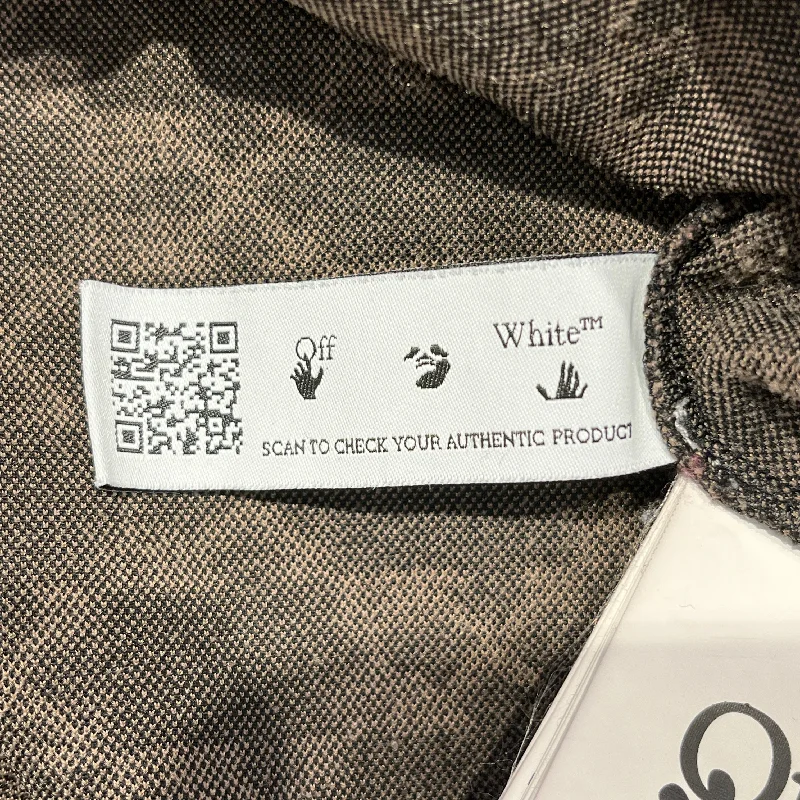 Off White™
SCAN TO CHECK YOUR AUTHENTIC PRODUCT